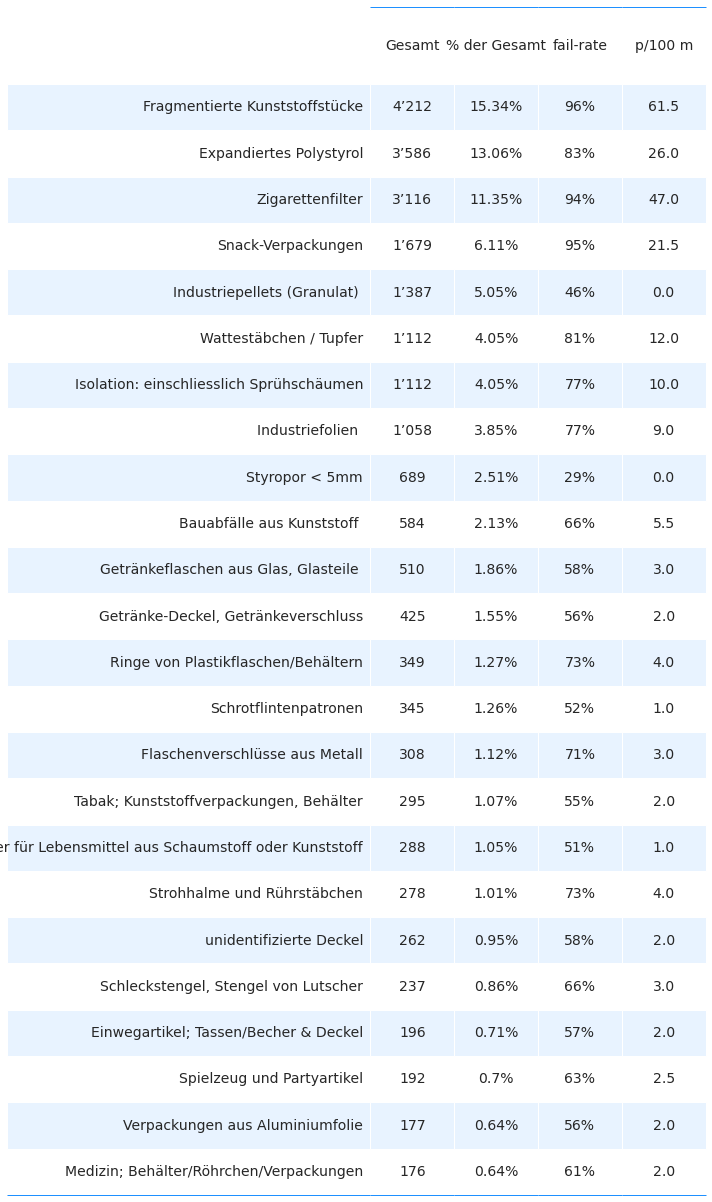 Gesamt % der Gesamt fail-rate p/100 m
Fragmentierte Kunststoffstücke 4’212 15.34% 96% 61.5
Expandiertes Polystyrol 3’586 13.06% 83% 26.0
Zigarettenfilter 3’116 11.35% 94% 47.0
Snack-Verpackungen 1’679 6.11% 95% 21.5
Industriepellets (Granulat) 1’387 5.05% 46% 0.0
Wattestäbchen / Tupfer 1’112 4.05% 81% 12.0
Isolation: einschliesslich Sprühschäumen 1’112 4.05% 77% 10.0
Industriefolien 1’058 3.85% 77% 9.0
Styropor < 5mm 689 2.51% 29% 0.0
Bauabfälle aus Kunststoff 584 2.13% 66% 5.5
Getränkeflaschen aus Glas, Glasteile 510 1.86% 58% 3.0
Getränke-Deckel, Getränkeverschluss 425 1.55% 56% 2.0
Ringe von Plastikflaschen/Behältern 349 1.27% 73% 4.0
Schrotflintenpatronen 345 1.26% 52% 1.0
Flaschenverschlüsse aus Metall 308 1.12% 71% 3.0
Tabak; Kunststoffverpackungen, Behälter 295 1.07% 55% 2.0
für Lebensmittel aus Schaumstoff oder Kunststoff 288 1.05% 51% 1.0
Strohhalme und Rührstäbchen 278 1.01% 73% 4.0
unidentifizierte Deckel 262 0.95% 58% 2.0
Schleckstengel, Stengel von Lutscher 237 0.86% 66% 3.0
Einwegartikel; Tassen/Becher & Deckel 196 0.71% 57% 2.0
Spielzeug und Partyartikel 192 0.7% 63% 2.5
Verpackungen aus Aluminiumfolie 177 0.64% 56% 2.0
Medizin; Behälter/Röhrchen/Verpackungen 176 0.64% 61% 2.0